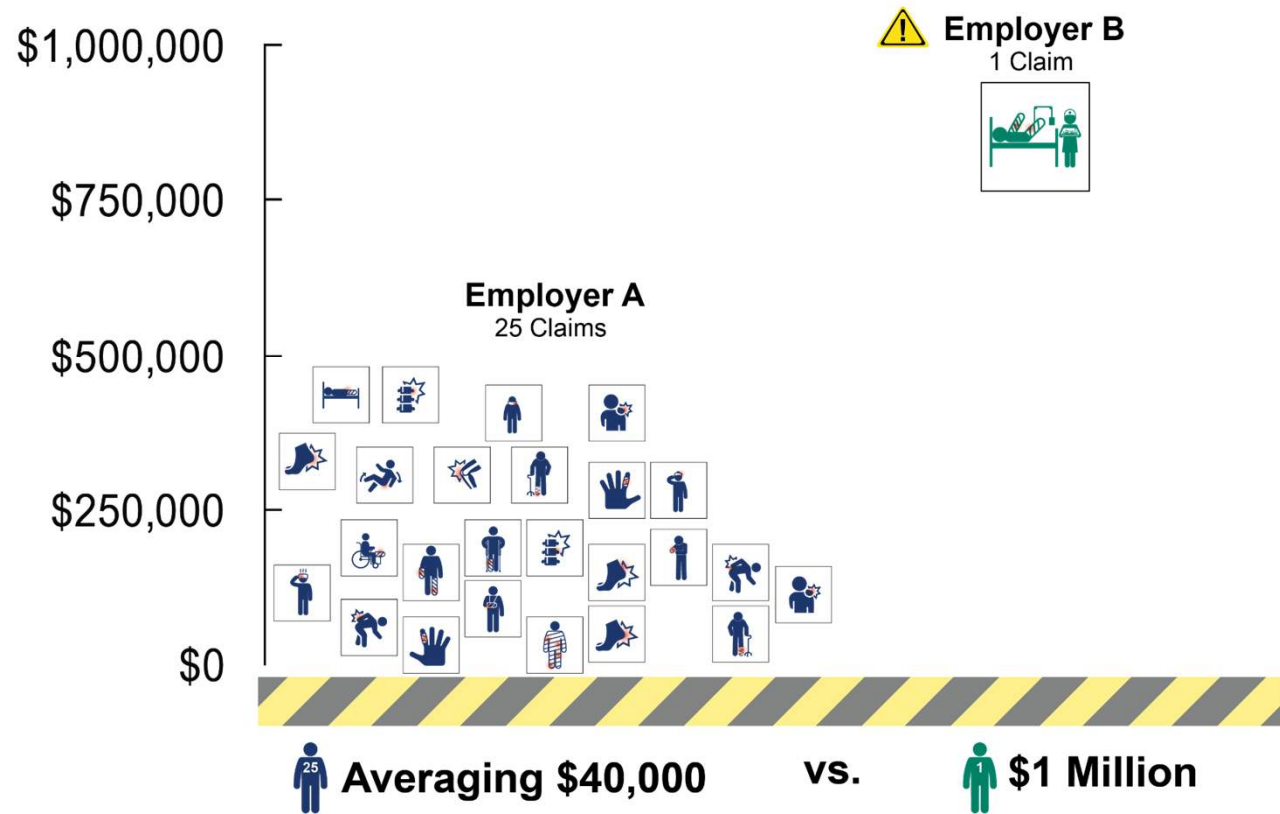 $1,000,000
$750,000
$500,000
$250,000
$0
Employer B
1 Claim
Employer A
25 Claims
25
Averaging $40,000
vs.
1
$1 Million